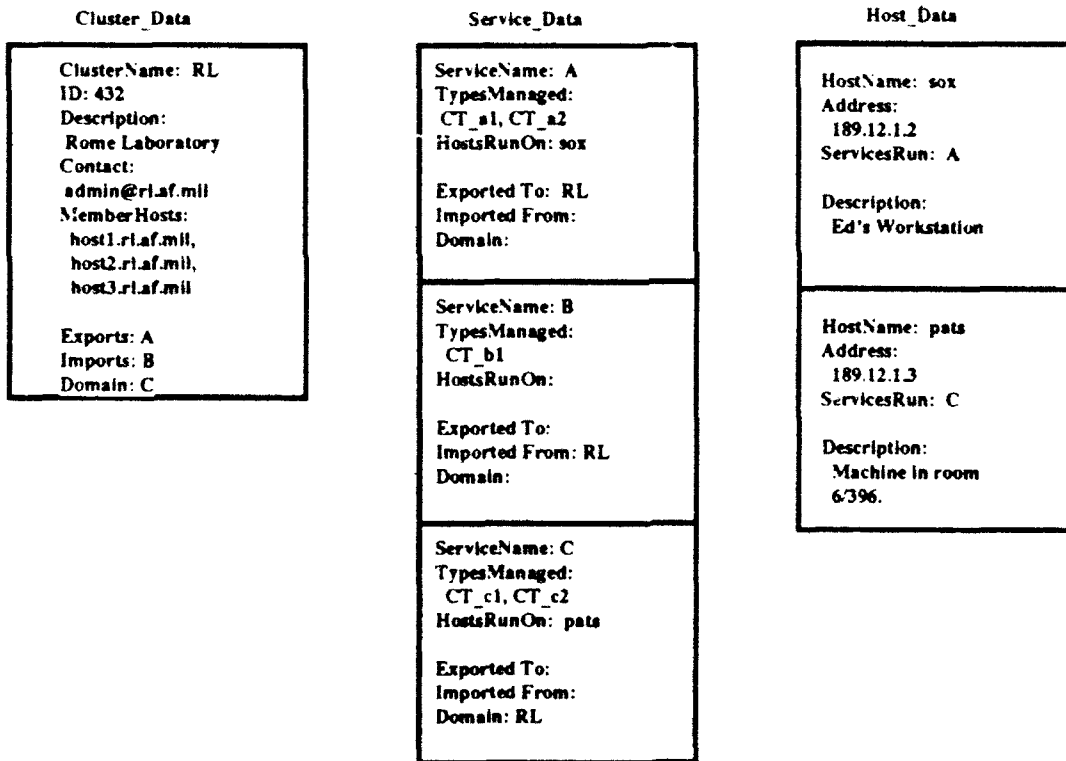 Cluster_Data
ClusterName: RL
ID: 432
Description:
Rome Laboratory
Contact:
admin@rl.af.mil
MemberHosts:
host1.rl.af.mil,
host2.rl.af.mil,
host3.rl.af.mil
Exports: A
Imports: B
Domain: C
Service_Data
ServiceName: A
TypesManaged:
CT_a1, CT_a2
HostsRunOn: sox
Exported To: RL
Imported From:
Domain:
ServiceName: B
TypesManaged:
CT_b1
HostsRunOn:
Exported To:
Imported From: RL
Domain:
ServiceName: C
TypesManaged:
CT_c1, CT_c2
HostsRunOn: pats
Exported To:
Imported From:
Domain: RL
Host_Data
HostName: sox
Address:
189.12.1.2
ServicesRun: A
Description:
Ed's Workstation
HostName: pats
Address:
189.12.1.3
ServicesRun: C
Description:
Machine in room
6/396.